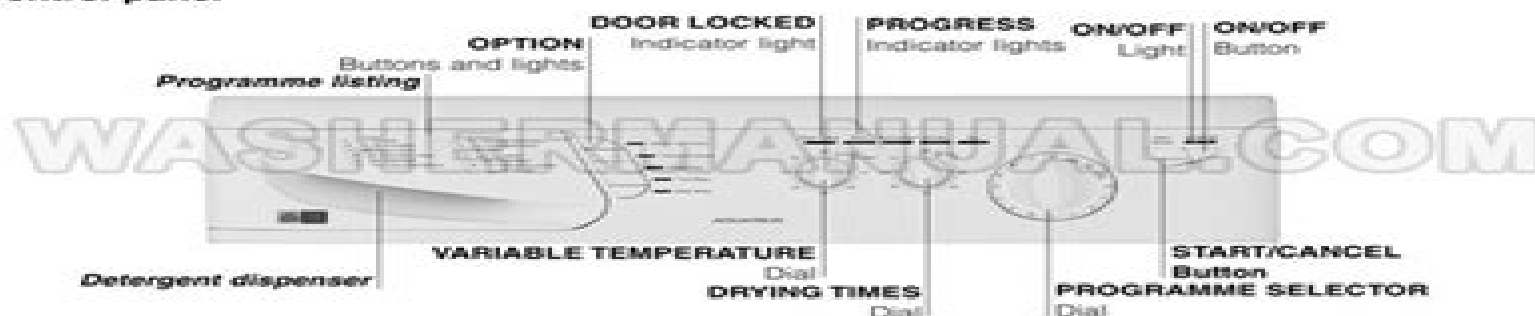 DOOR LOCKED
Indicator light
PROGRESS
Indicator lights
ON/OFF
Light
ON/OFF
Button
OPTION
Buttons and lights
Programme listing
WASHERMANUAL.COM
VARIABLE TEMPERATURE
Dial
Detergent dispenser
DRYING TIMES
Dial
START/CANCEL
Button
PROGRAMME SELECTOR
Dial